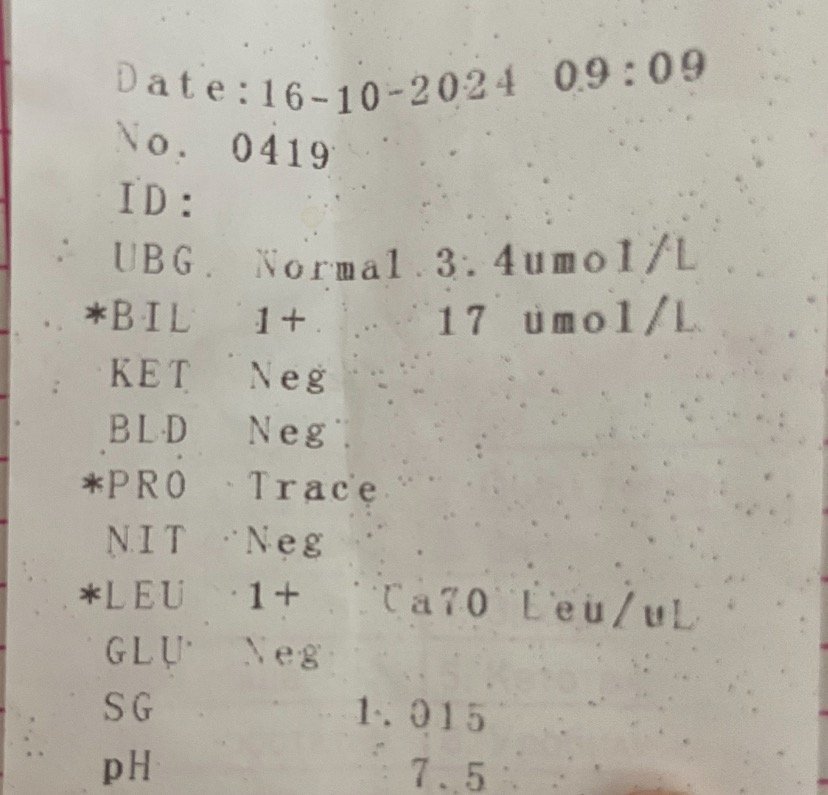 Date:16-10-2024 09:09
No. 0419
ID:
UBG Normal 3.4umol/L
*BIL 1+ 17 umol/L
KET Neg
BLD Neg
*PRO Trace
NIT Neg
*LEU 1+ Ca70 Leu/uL
GLU Neg
SG 1.015
pH 7.5